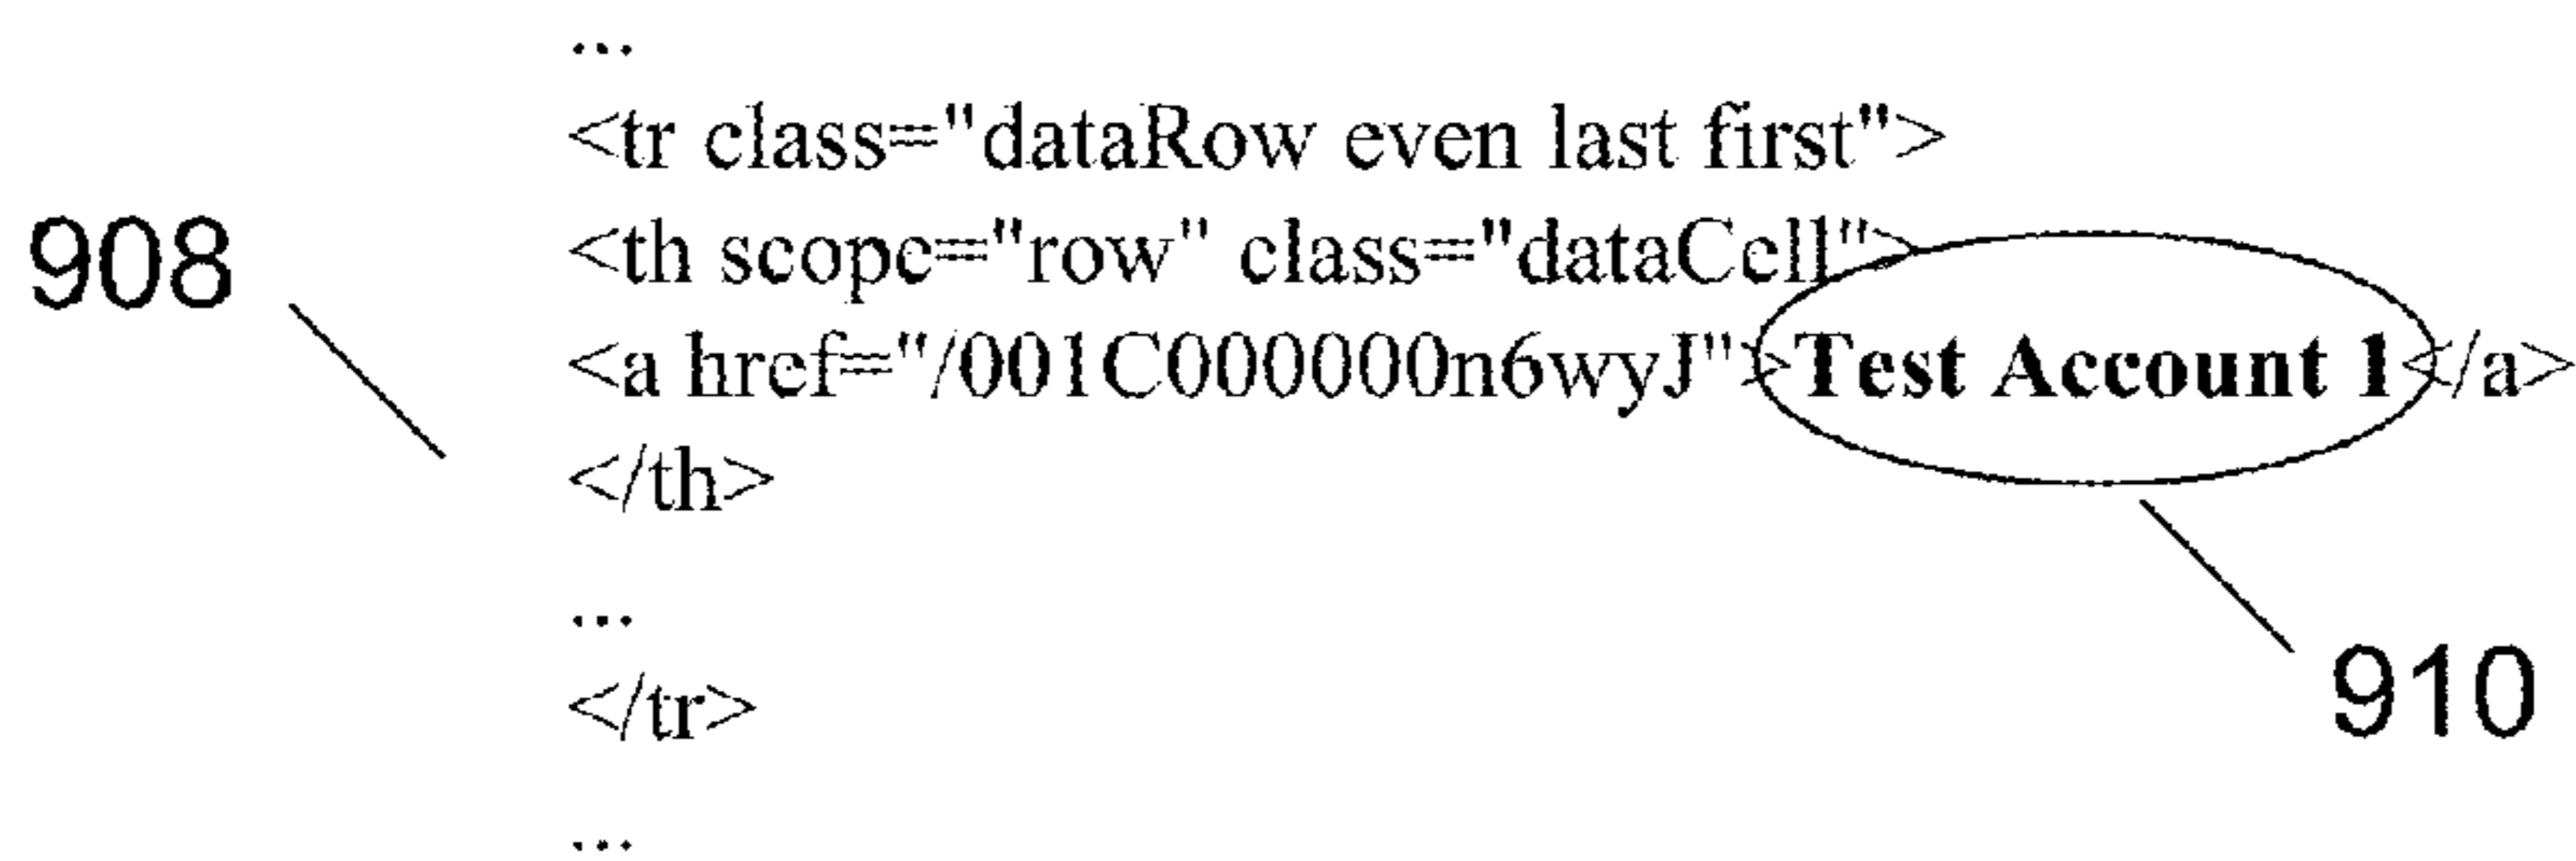 ...
<tr class="dataRow even last first">
908
<th scope="row" class="dataCell">
<a href="/001C000000n6wyJ">Test Account 1</a>
</th>
...
</tr>
910
...